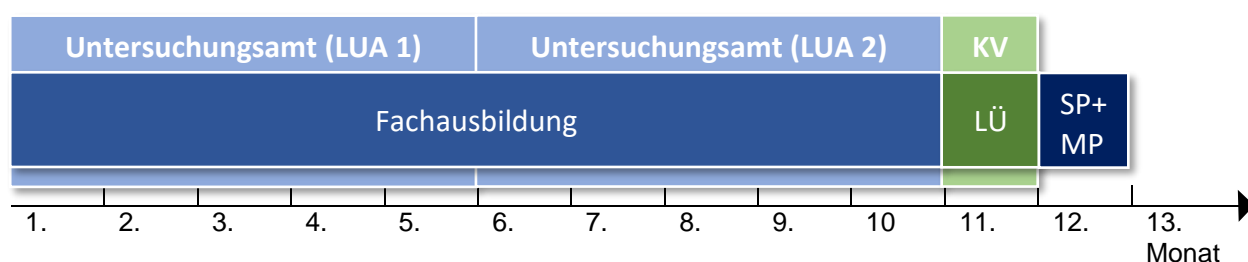 Untersuchungsamt (LUA 1) Untersuchungsamt (LUA 2) KV
Fachausbildung LÜ SP+
MP
1. 2. 3. 4. 5. 6. 7. 8. 9. 10 11. 12. 13.
Monat